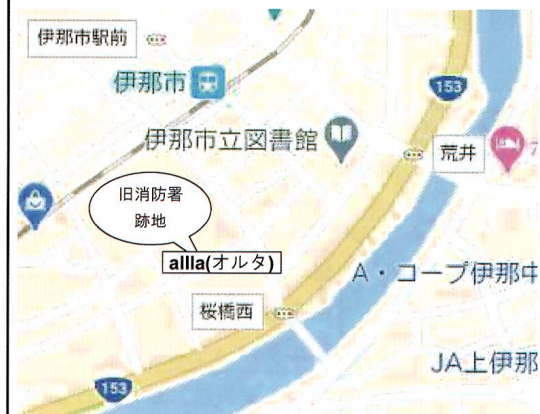 伊那市駅前
伊那市
153
伊那市立図書館
荒井
旧消防署
跡地
allla(オルタ)
A・コープ伊那中
桜橋西
JA上伊那
153